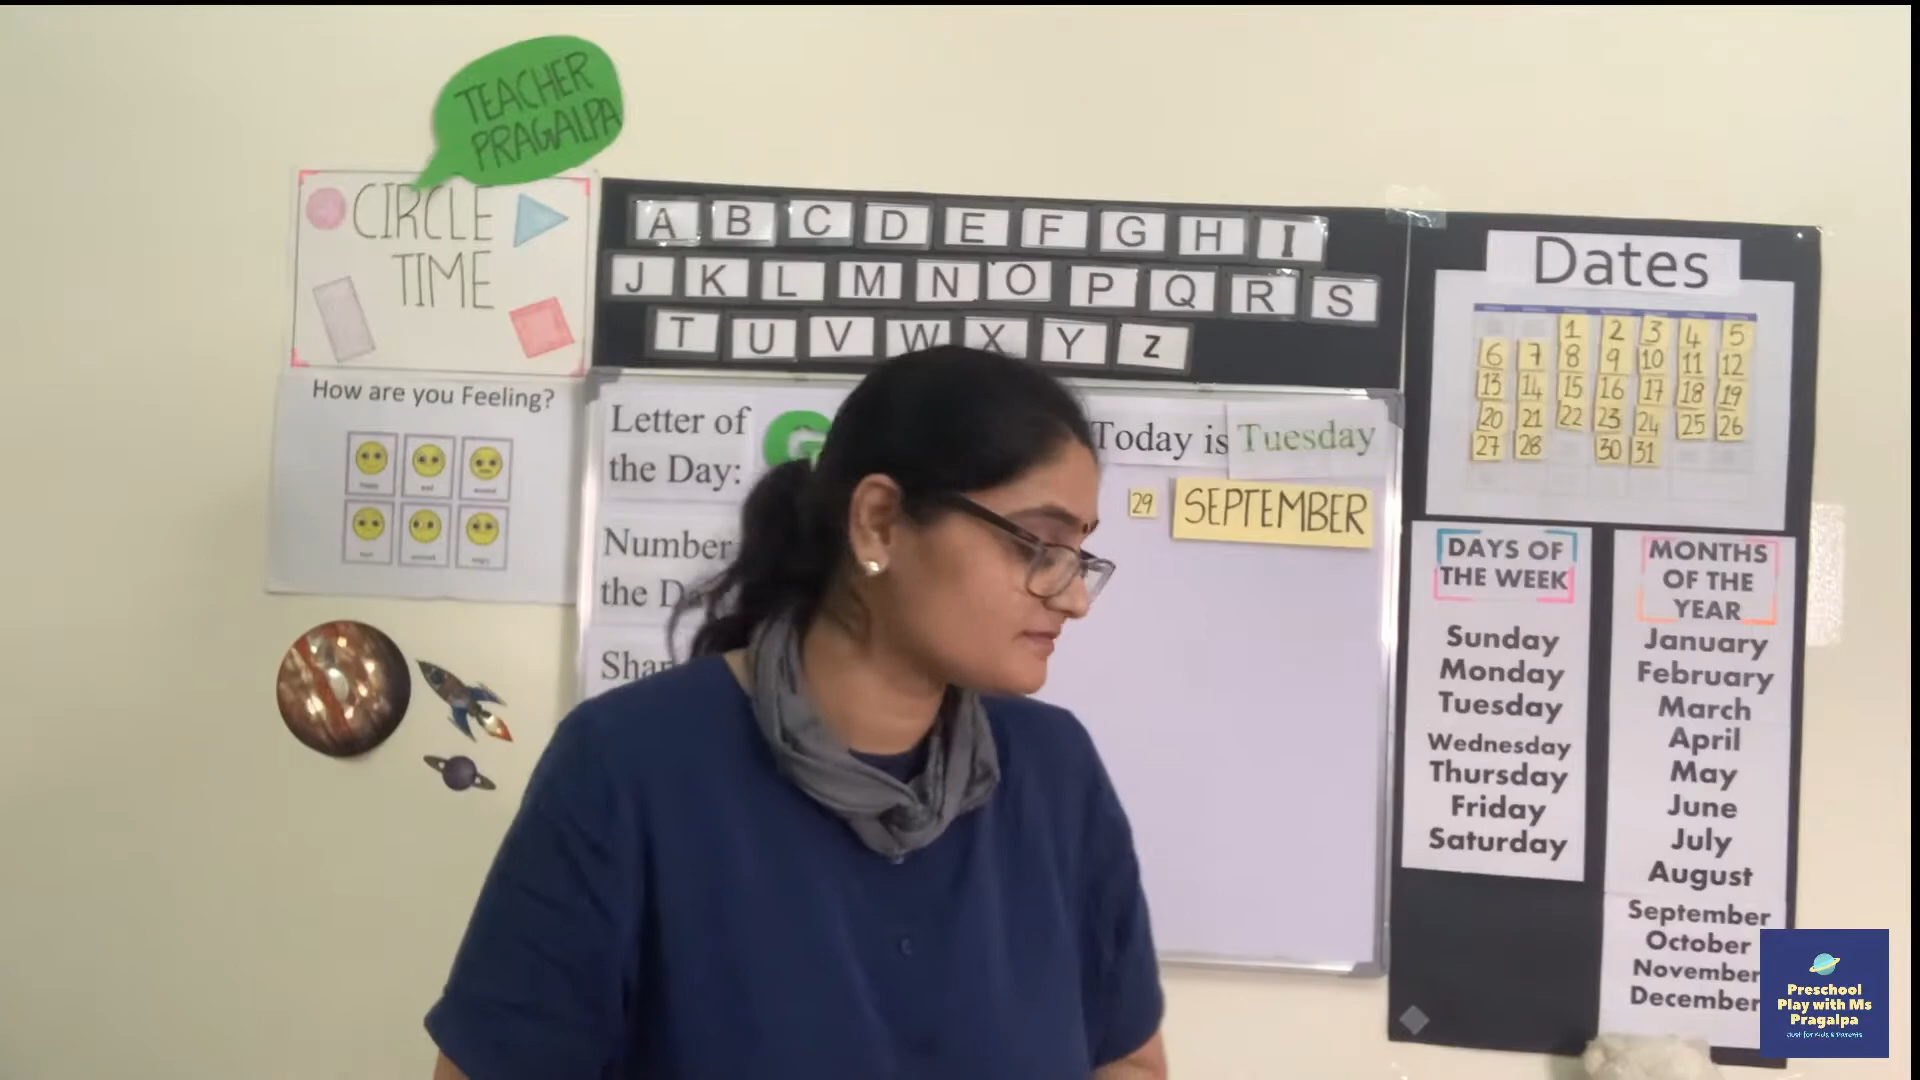 TEACHER
PRAGALPA
CIRCLE
TIME
How are you Feeling?
A B C D E F G H I
J K L M N O P Q R S
T U V W X Y Z
Letter of
the Day:
G
Number
the Da
Sha
Today is Tuesday
29 SEPTEMBER
Dates
1 2 3 4 5
6 7 8 9 10 11 12
13 14 15 16 17 18 19
20 21 22 23 24 25 26
27 28 30 31
DAYS OF
THE WEEK
Sunday
Monday
Tuesday
Wednesday
Thursday
Friday
Saturday
MONTHS
OF THE
YEAR
January
February
March
April
May
June
July
August
September
October
November
December
Preschool
Play with Ms
Pragalpa
Just for Kids & Parents